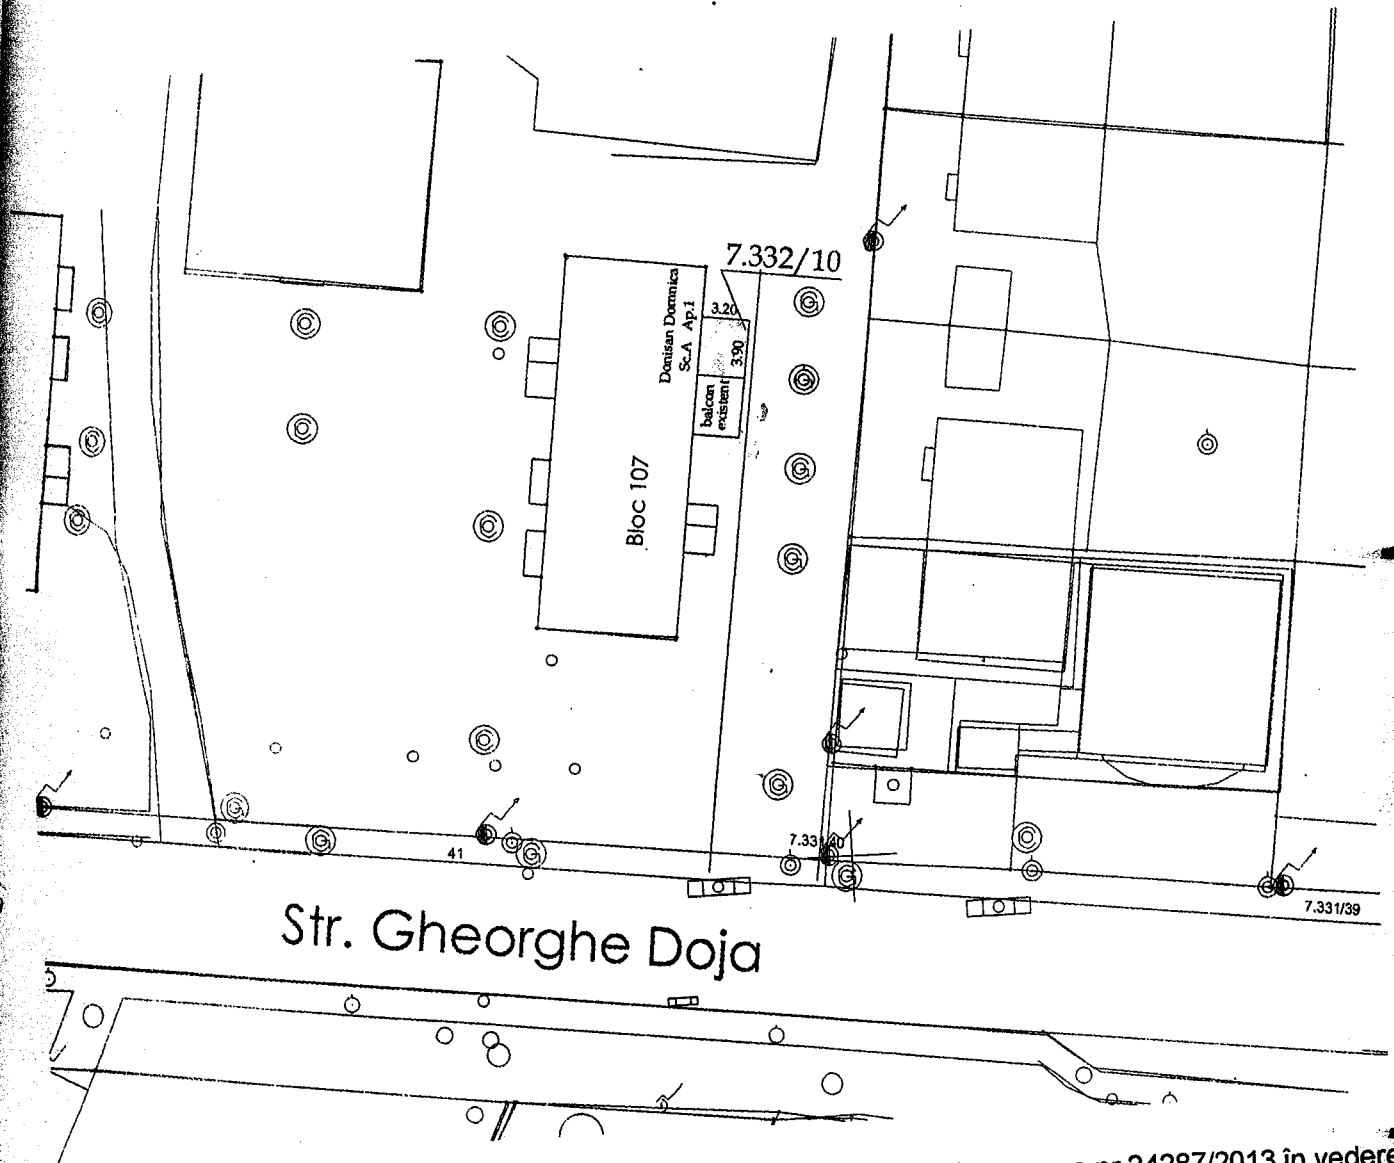 7.332/10
Donisan Domnica
Sc.A Ap.1
3.20
3.90
balcon
existent
Bloc 107
41
7.331/40
7.331/39
Str. Gheorghe Doja
nr.24287/2013 în vedere